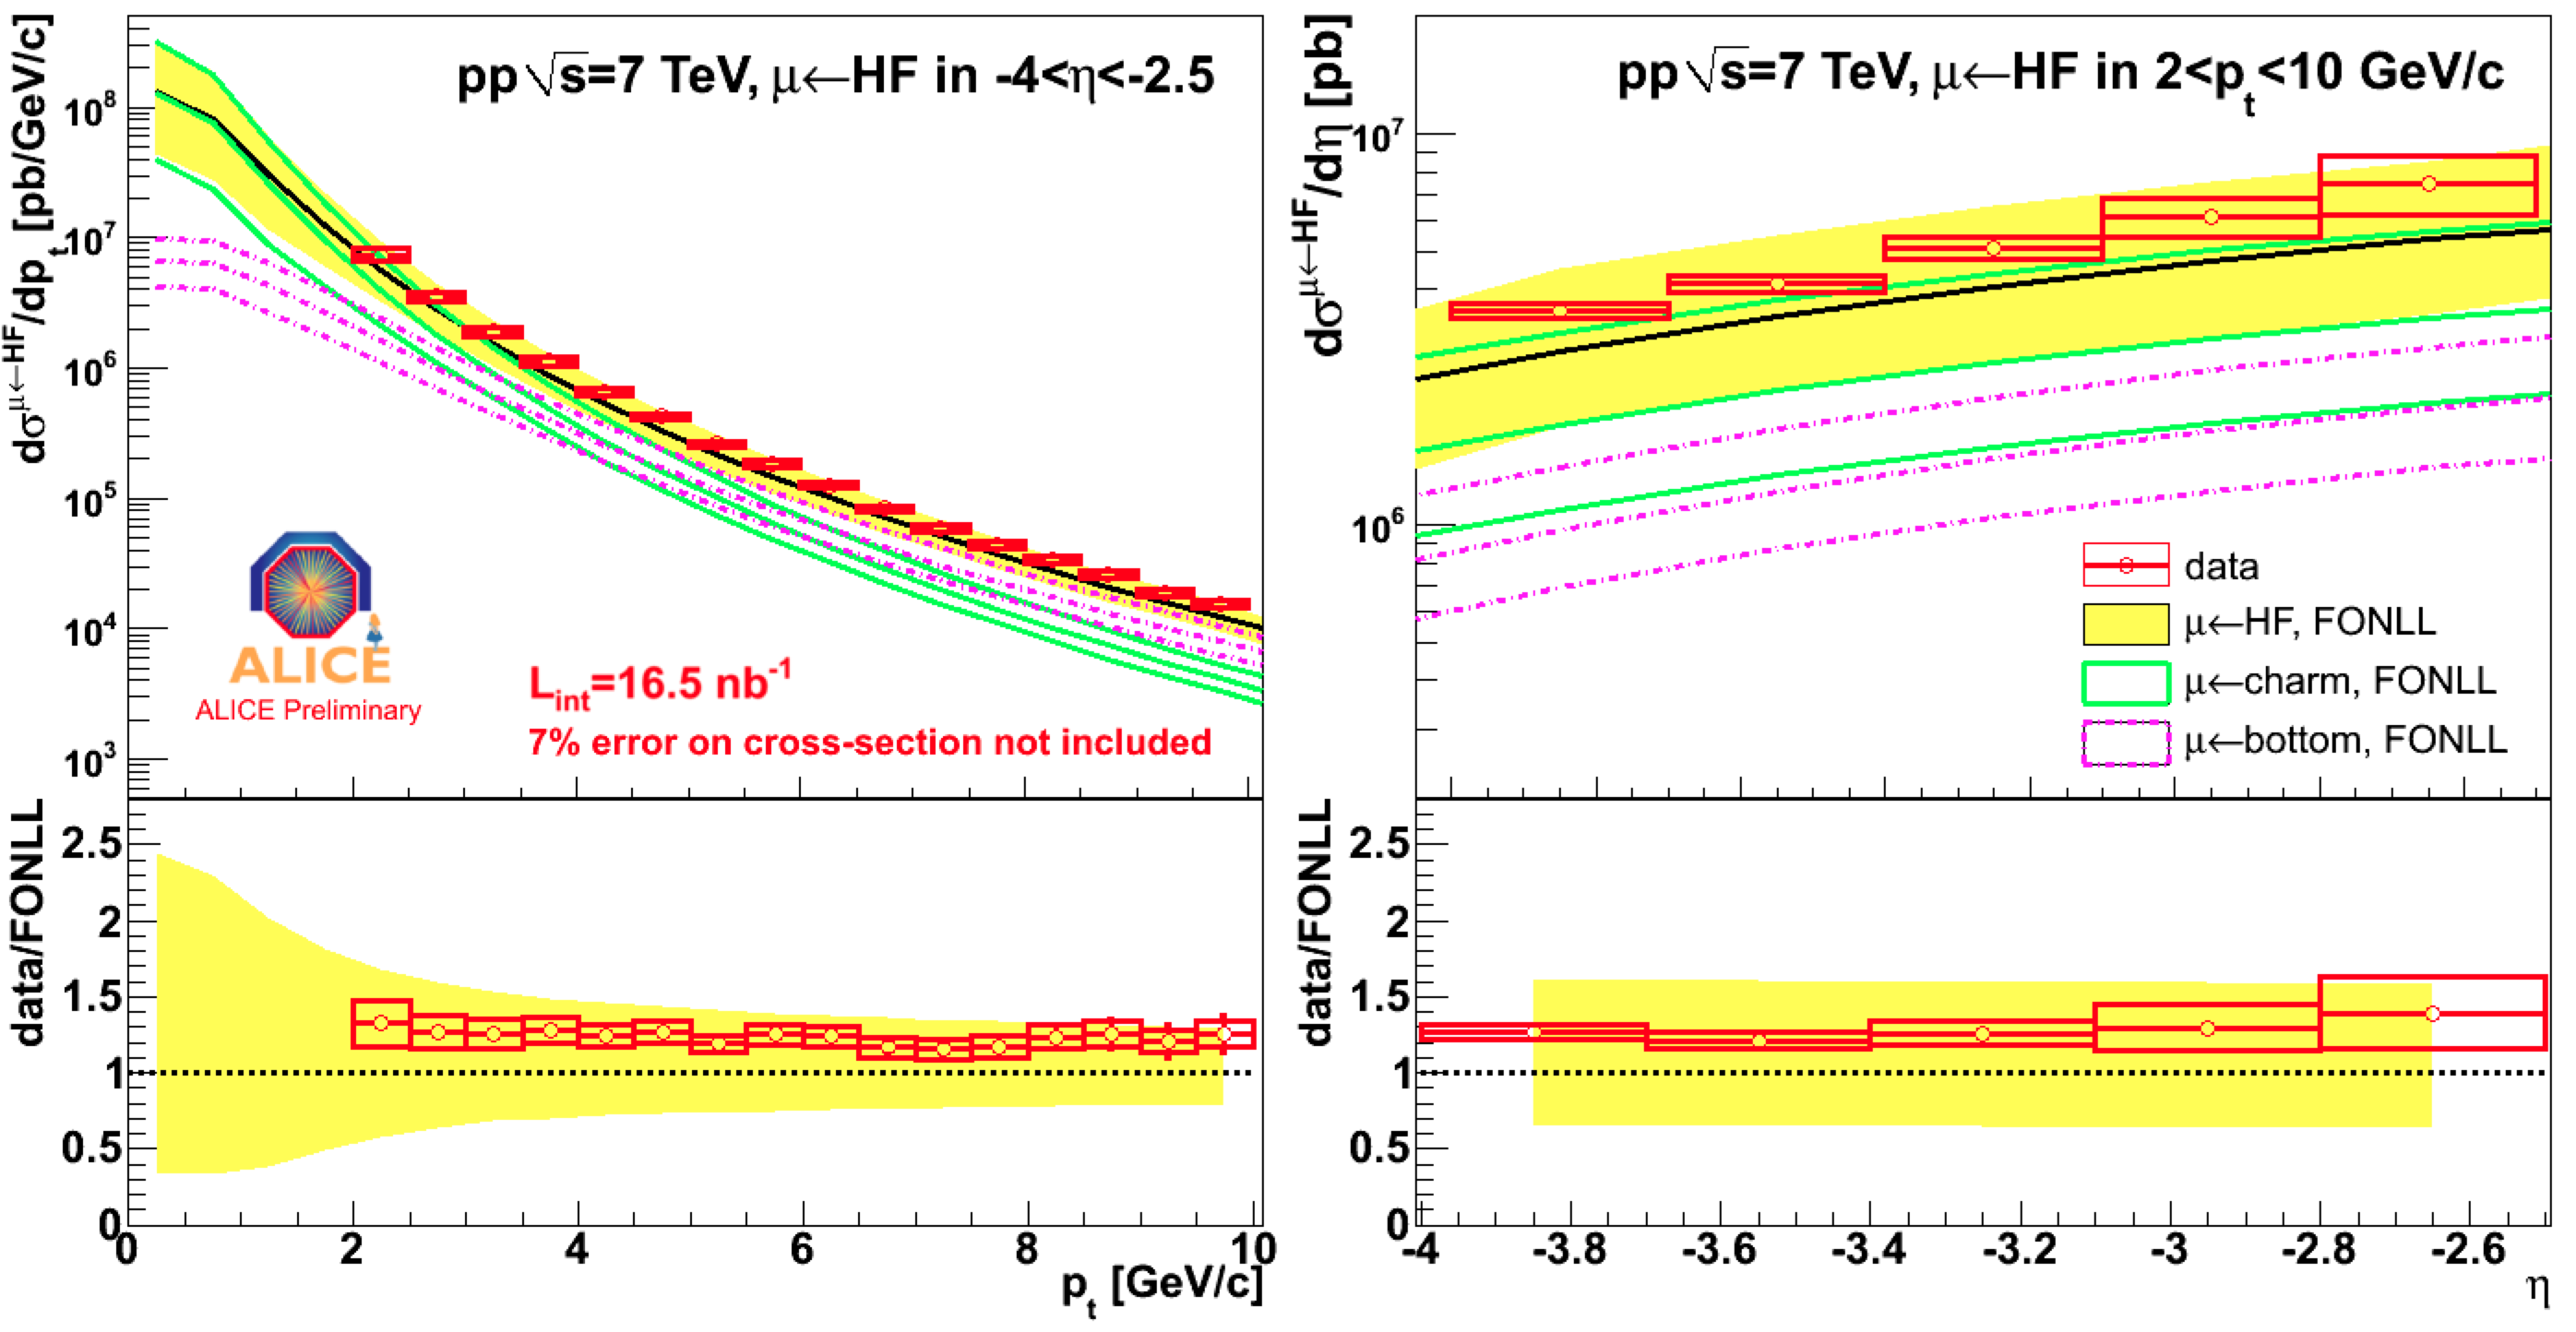 pp √s=7 TeV, μ←HF in -4<η<-2.5
dσ^μ←HF/dp_t [pb/GeV/c]
10^8
10^7
10^6
10^5
10^4
10^3
ALICE
ALICE Preliminary
L_int=16.5 nb^-1
7% error on cross-section not included
data/FONLL
2.5
2
1.5
1
0.5
0
0 2 4 6 8 10
p_t [GeV/c]
pp √s=7 TeV, μ←HF in 2<p_t<10 GeV/c
dσ^μ←HF/dη [pb]
10^7
10^6
data
μ←HF, FONLL
μ←charm, FONLL
μ←bottom, FONLL
data/FONLL
2.5
2
1.5
1
0.5
0
-4 -3.8 -3.6 -3.4 -3.2 -3 -2.8 -2.6
η